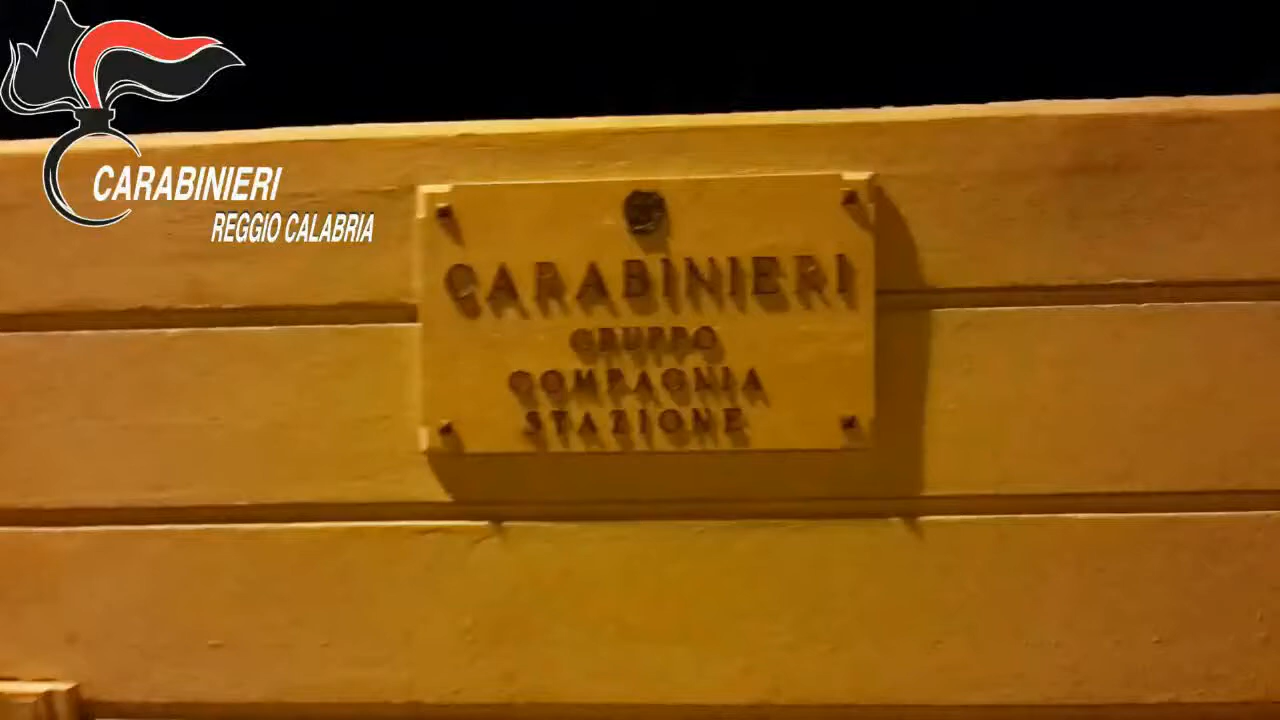 CARABINIERI
REGGIO CALABRIA
CARABINIERI
GRUPPO
COMPAGNIA
STAZIONE